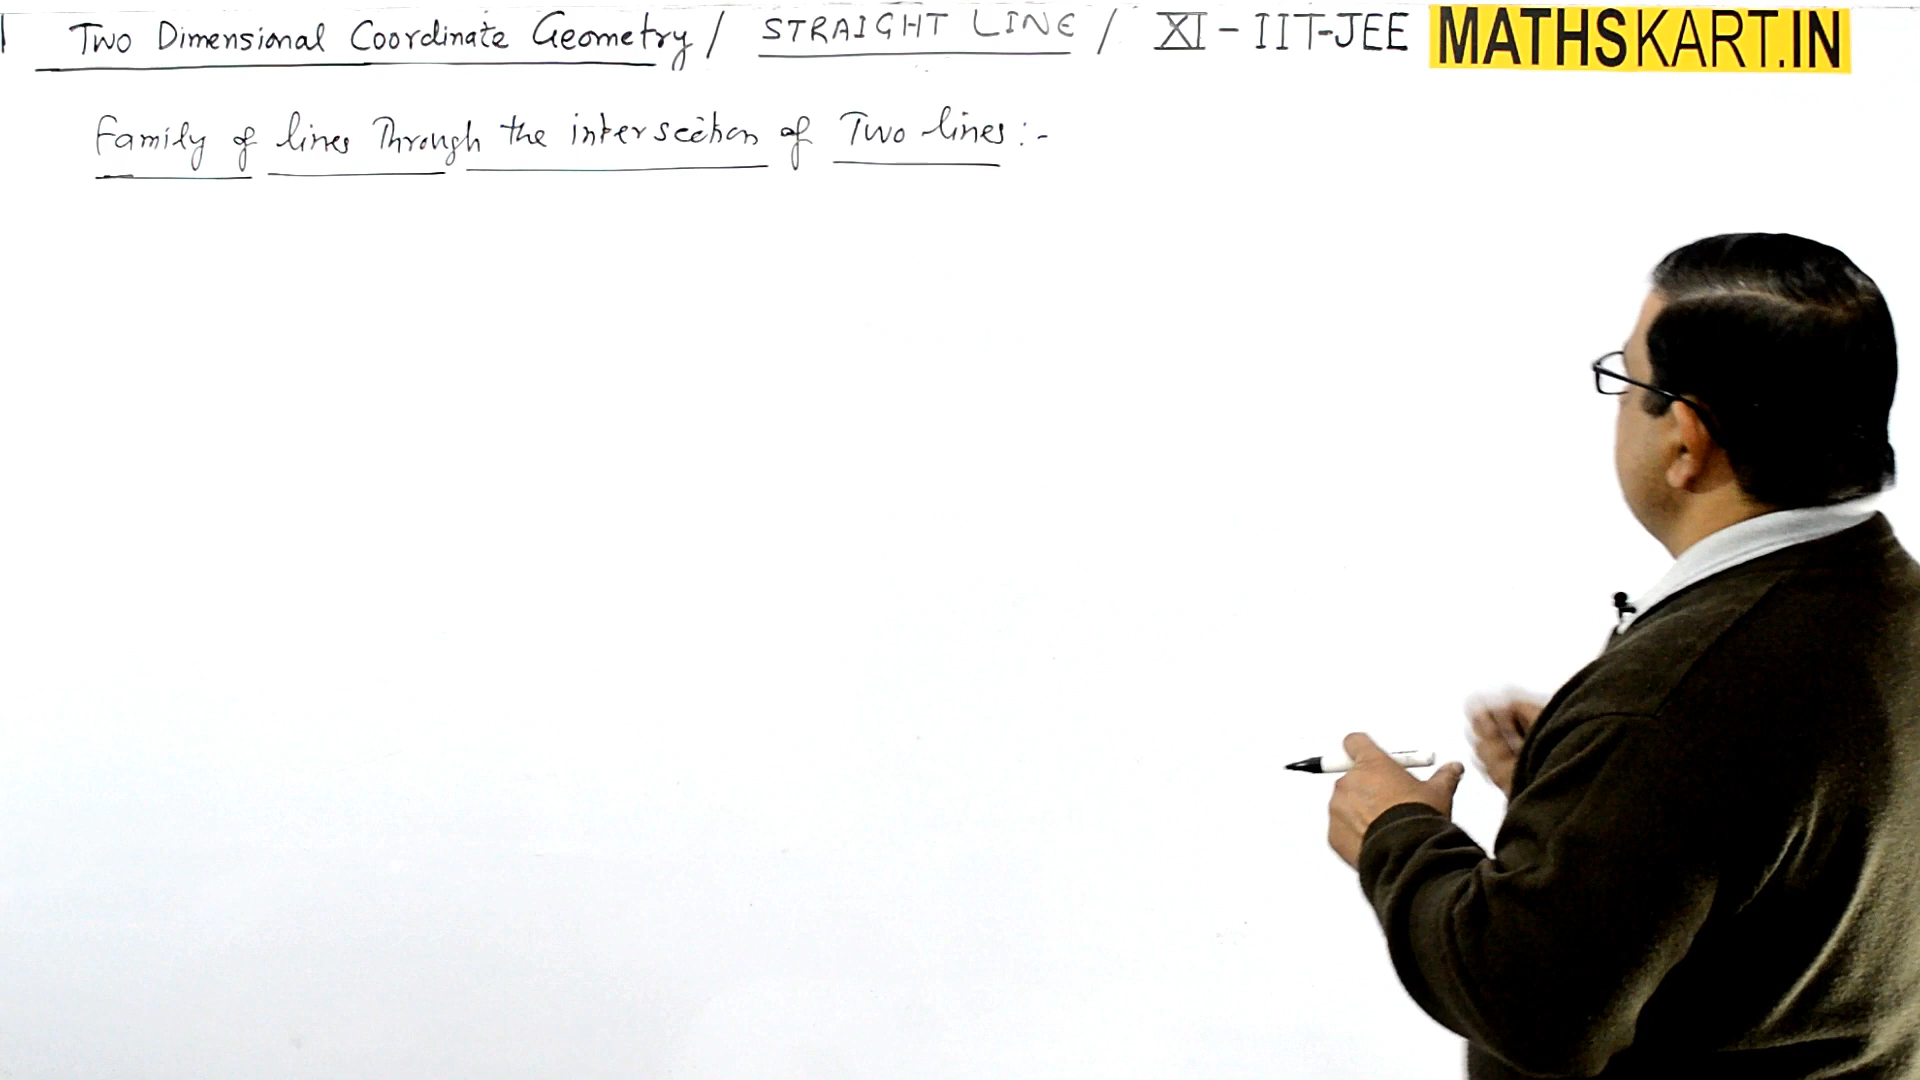 Two Dimensional Coordinate Geometry / STRAIGHT LINE / XI - IIT-JEE MATHSKART.IN
Family of lines Through the intersection of Two lines :-